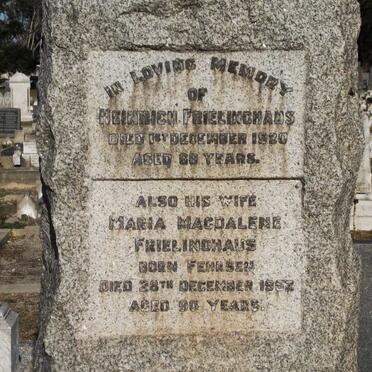 IN LOVING MEMORY
OF
HEINRICH FRIELINGHAUS
DIED 1ST DECEMBER 1920
AGED 68 YEARS.
ALSO HIS WIFE
MARIA MAGDALENE
FRIELINGHAUS
BORN FEHRSEN
DIED 28TH DECEMBER 1952
AGED 90 YEARS.